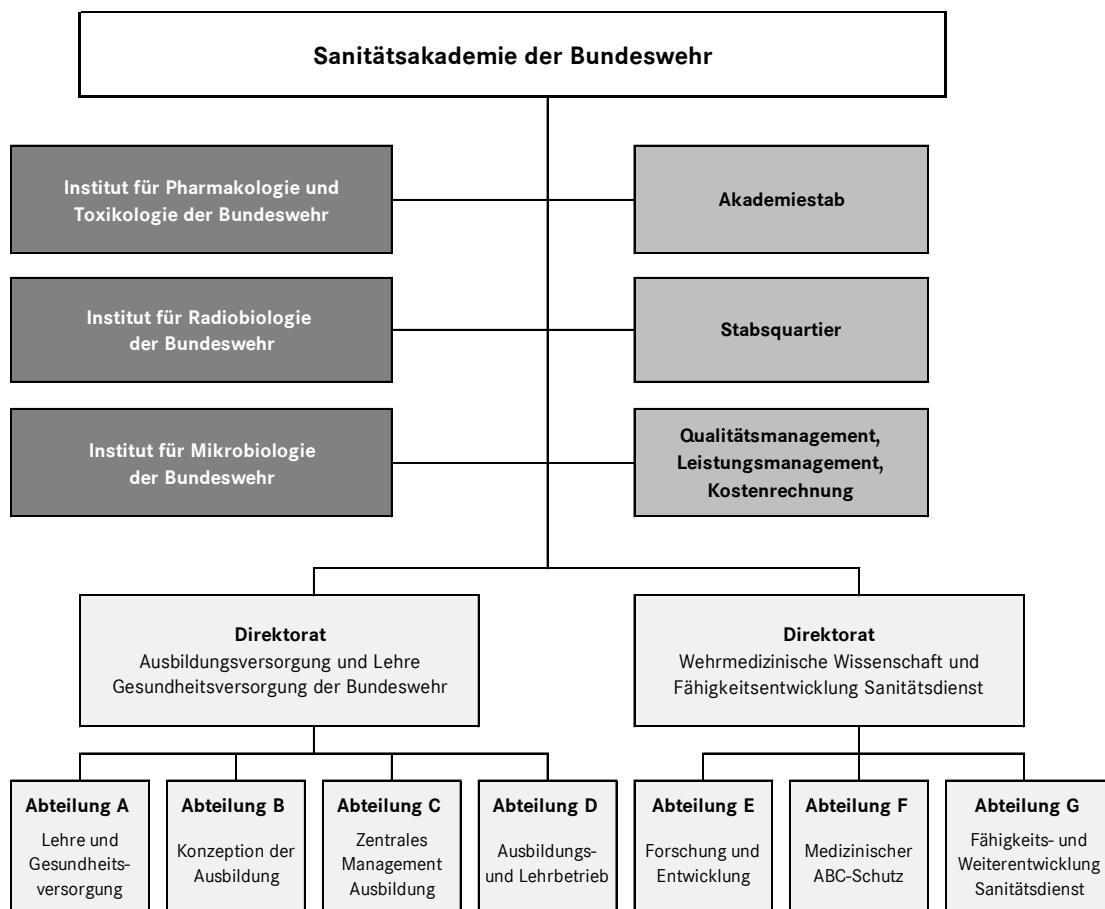 Sanitätsakademie der Bundeswehr
Institut für Pharmakologie und
Toxikologie der Bundeswehr
Akademiestab
Institut für Radiobiologie
der Bundeswehr
Stabsquartier
Institut für Mikrobiologie
der Bundeswehr
Qualitätsmanagement,
Leistungsmanagement,
Kostenrechnung
Direktorat
Ausbildungsversorgung und Lehre
Gesundheitsversorgung der Bundeswehr
Direktorat
Wehrmedizinische Wissenschaft und
Fähigkeitsentwicklung Sanitätsdienst
Abteilung A
Lehre und
Gesundheits-
versorgung
Abteilung B
Konzeption der
Ausbildung
Abteilung C
Zentrales
Management
Ausbildung
Abteilung D
Ausbildungs-
und Lehrbetrieb
Abteilung E
Forschung und
Entwicklung
Abteilung F
Medizinischer
ABC-Schutz
Abteilung G
Fähigkeits- und
Weiterentwicklung
Sanitätsdienst